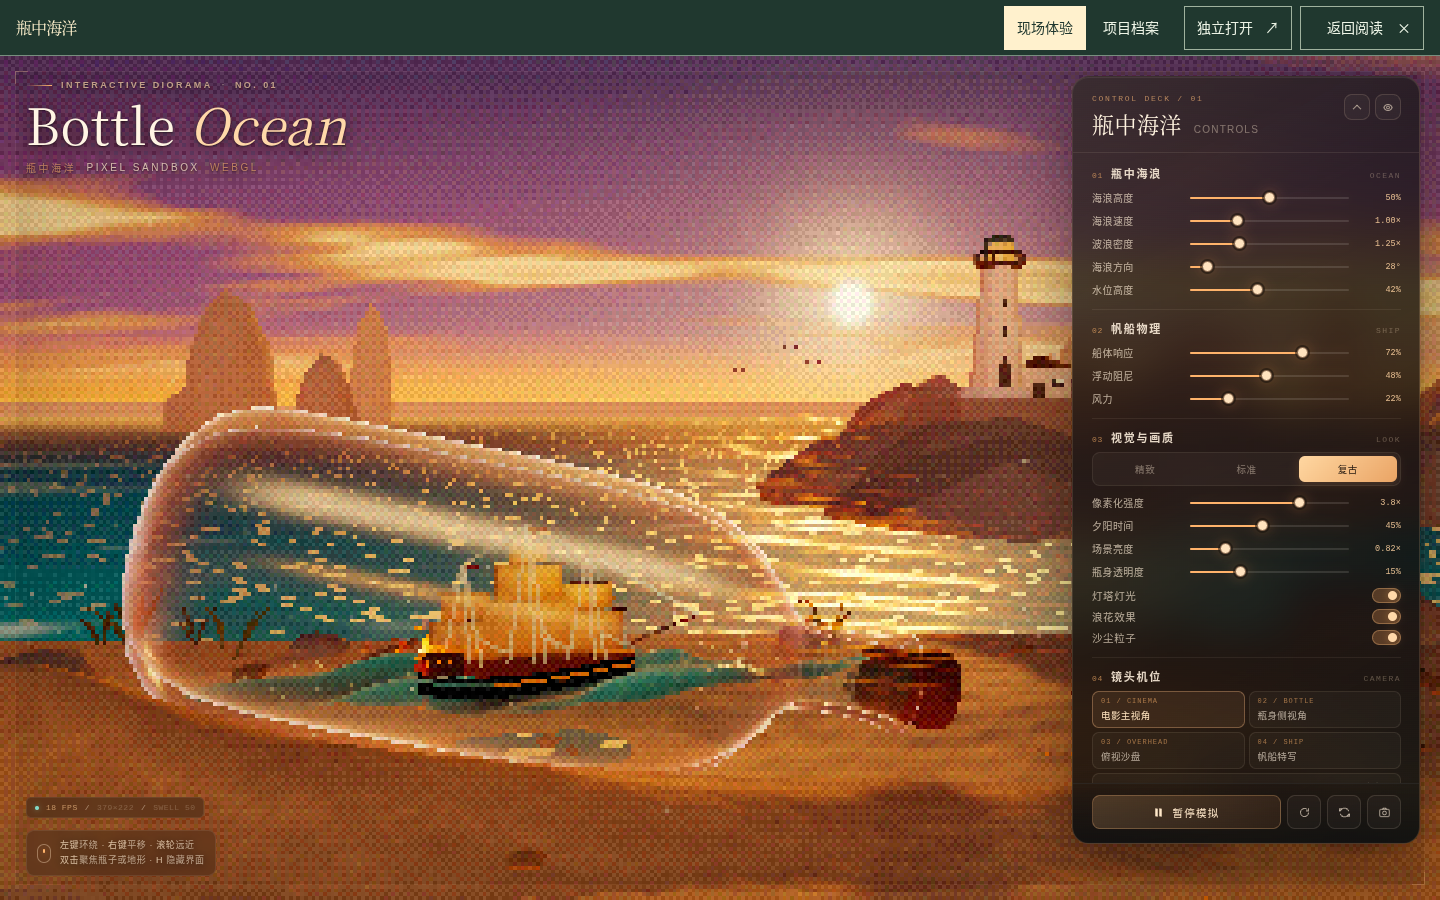 瓶中海洋
现场体验
项目档案
独立打开 ↗
返回阅读 ×
INTERACTIVE DIORAMA · NO. 01
Bottle Ocean
瓶中海洋 PIXEL SANDBOX WEBGL
CONTROL DECK / 01
瓶中海洋 CONTROLS
01 瓶中海浪 OCEAN
海浪高度 50%
海浪速度 1.00×
波浪密度 1.25×
海浪方向 28°
水位高度 42%
02 帆船物理 SHIP
船体响应 72%
浮动阻尼 48%
风力 22%
03 视觉与画质 LOOK
精致 标准 复古
像素化强度 3.8×
夕阳时间 45%
场景亮度 0.82×
瓶身透明度 15%
灯塔灯光
浪花效果
沙尘粒子
04 镜头机位 CAMERA
01 / CINEMA
电影主视角
02 / BOTTLE
瓶身侧视角
03 / OVERHEAD
俯视沙盘
04 / SHIP
帆船特写
暂停模拟
18 FPS / 379×222 / SWELL 50
左键环绕 · 右键平移 · 滚轮远近
双击聚焦瓶子或地形 · H 隐藏界面